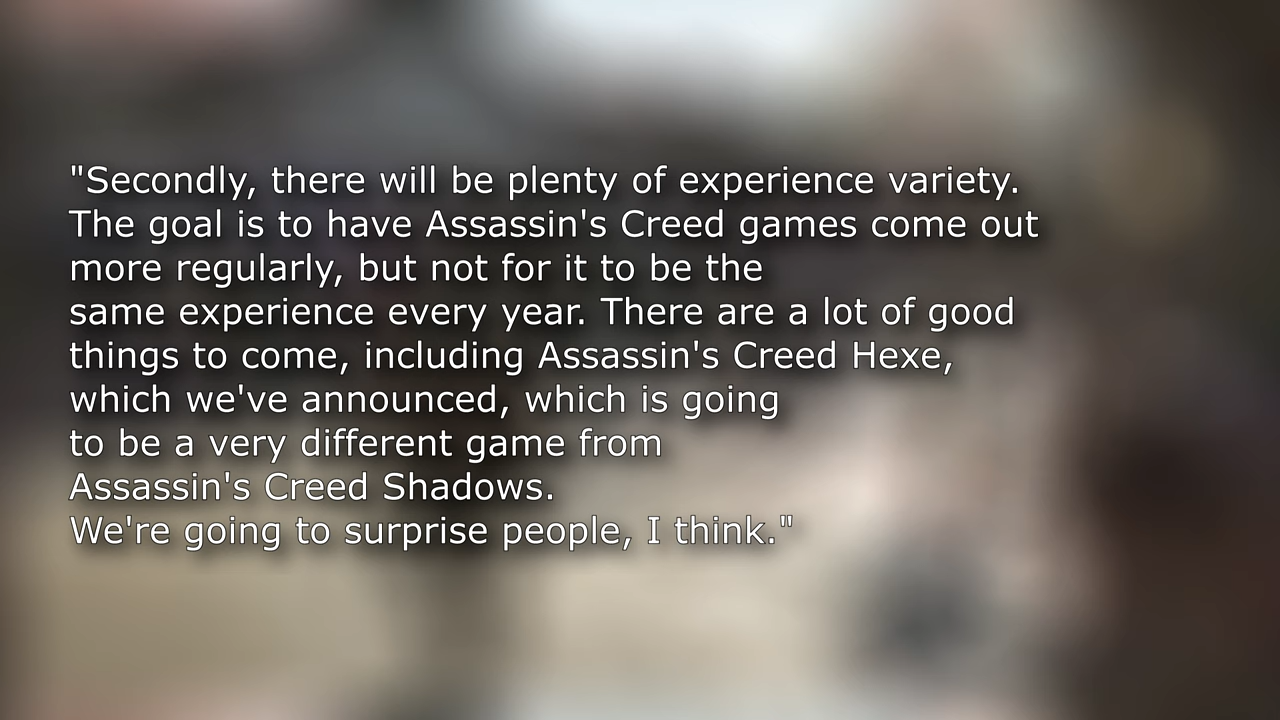 "Secondly, there will be plenty of experience variety.
The goal is to have Assassin's Creed games come out
more regularly, but not for it to be the
same experience every year. There are a lot of good
things to come, including Assassin's Creed Hexe,
which we've announced, which is going
to be a very different game from
Assassin's Creed Shadows.
We're going to surprise people, I think."